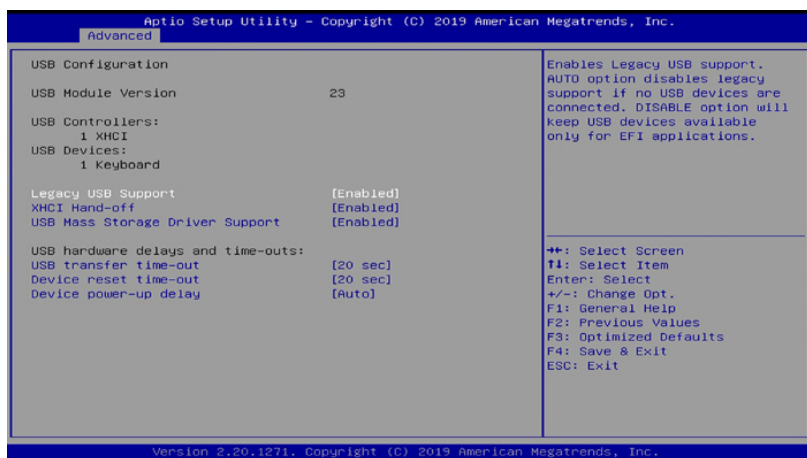 Aptio Setup Utility – Copyright (C) 2019 American Megatrends, Inc.
Advanced
USB Configuration
USB Module Version 23
USB Controllers:
1 XHCI
USB Devices:
1 Keyboard
Legacy USB Support [Enabled]
XHCI Hand-off [Enabled]
USB Mass Storage Driver Support [Enabled]
USB hardware delays and time-outs:
USB transfer time-out [20 sec]
Device reset time-out [20 sec]
Device power-up delay [Auto]
Enables Legacy USB support.
AUTO option disables legacy
support if no USB devices are
connected. DISABLE option will
keep USB devices available
only for EFI applications.
→←: Select Screen
↑↓: Select Item
Enter: Select
+/-: Change Opt.
F1: General Help
F2: Previous Values
F3: Optimized Defaults
F4: Save & Exit
ESC: Exit
Version 2.20.1271. Copyright (C) 2019 American Megatrends, Inc.